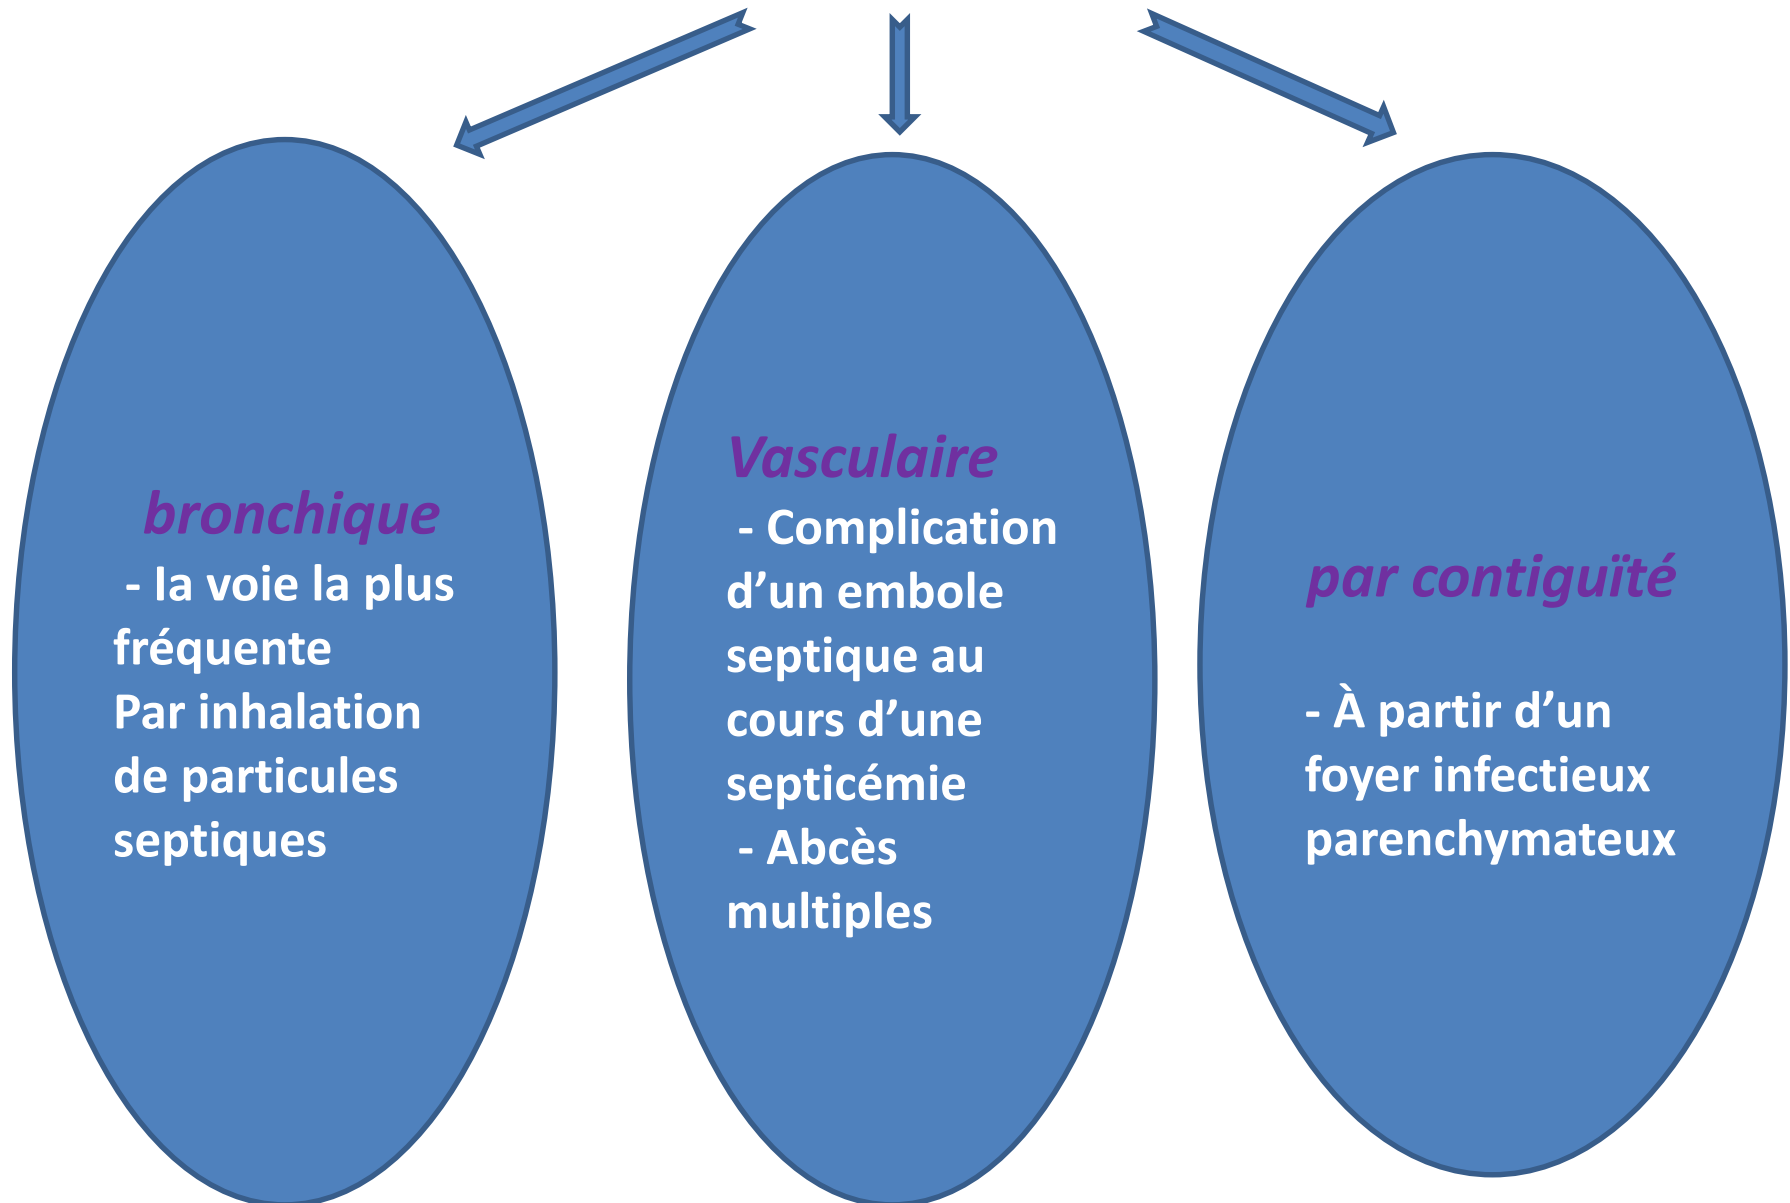 bronchique
- la voie la plus
fréquente
Par inhalation
de particules
septiques
Vasculaire
- Complication
d’un embole
septique au
cours d’une
septicémie
- Abcès
multiples
par contiguïté
- À partir d’un
foyer infectieux
parenchymateux